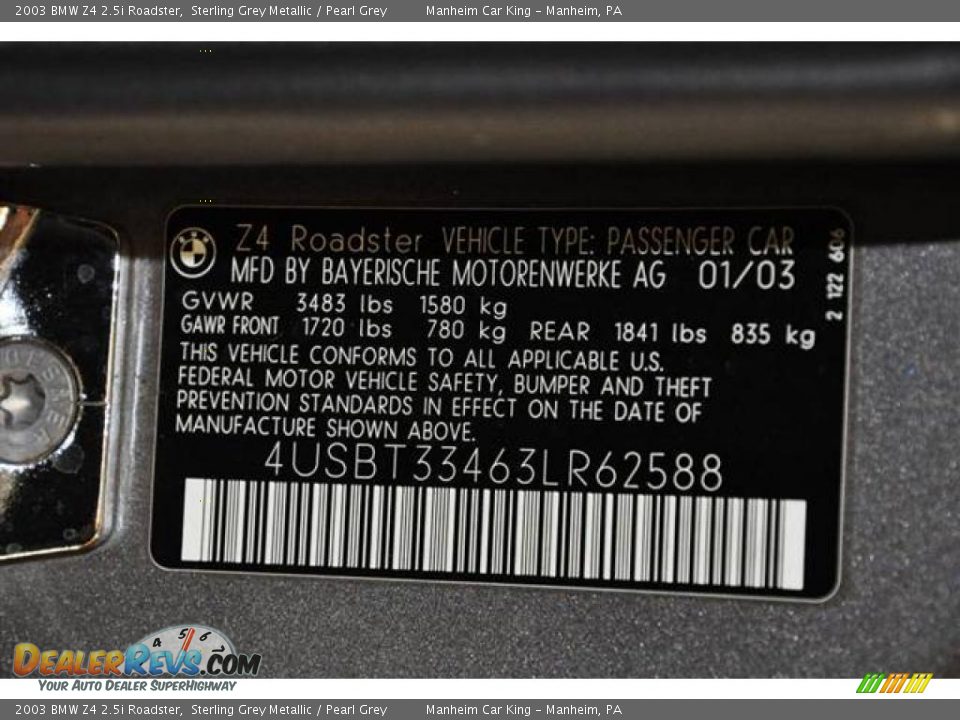 2003 BMW Z4 2.5i Roadster,  Sterling Grey Metallic / Pearl Grey        Manheim Car King - Manheim, PA
Z4 Roadster VEHICLE TYPE: PASSENGER CAR
MFD BY BAYERISCHE MOTORENWERKE AG 01/03
GVWR 3483 lbs 1580 kg
GAWR FRONT 1720 lbs 780 kg REAR 1841 lbs 835 kg
THIS VEHICLE CONFORMS TO ALL APPLICABLE U.S.
FEDERAL MOTOR VEHICLE SAFETY, BUMPER AND THEFT
PREVENTION STANDARDS IN EFFECT ON THE DATE OF
MANUFACTURE SHOWN ABOVE.
4USBT33463LR62588
2 122 606
4 5 6 7
DEALERREVS.COM
YOUR AUTO DEALER SUPERHIGHWAY
2003 BMW Z4 2.5i Roadster,  Sterling Grey Metallic / Pearl Grey        Manheim Car King - Manheim, PA